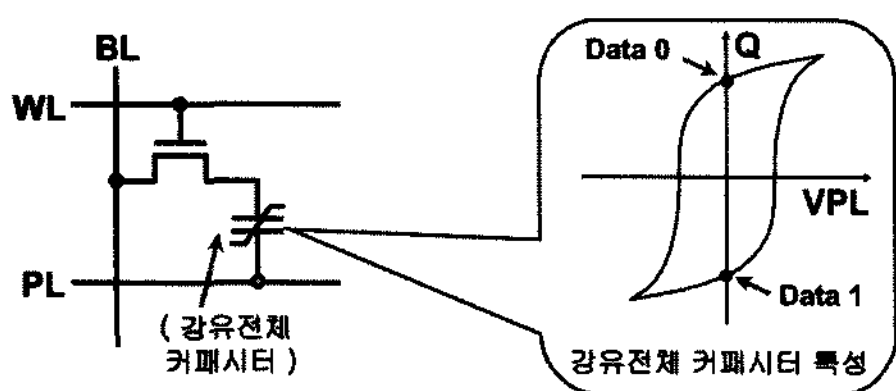 BL
WL
PL
( 강유전체
커패시터 )
Data 0
Q
VPL
Data 1
강유전체 커패시터 특성